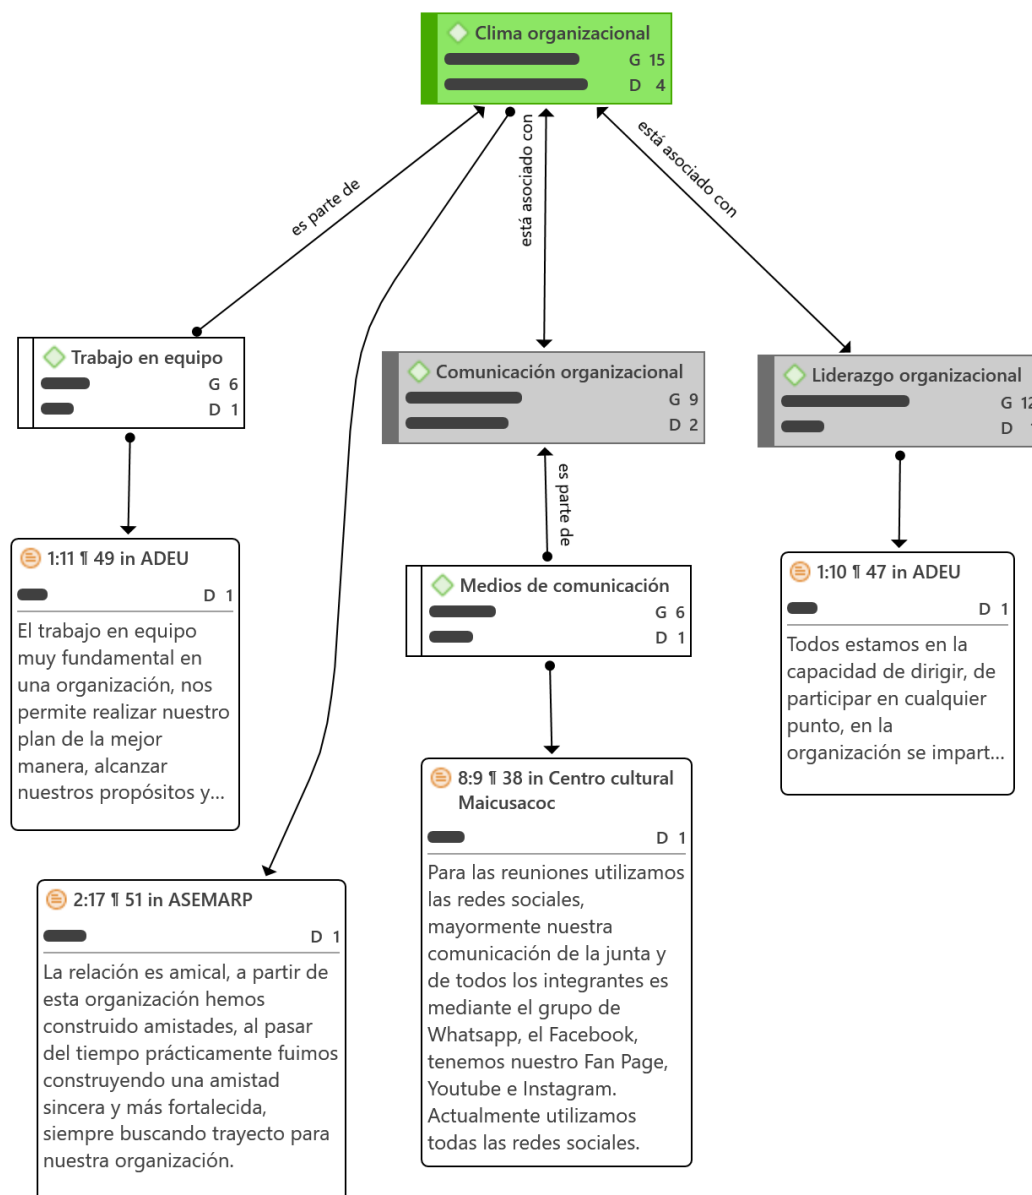 Clima organizacional
G 15
D 4
es parte de
está asociado con
está asociado con
Trabajo en equipo
G 6
D 1
Comunicación organizacional
G 9
D 2
Liderazgo organizacional
G 12
D
es parte de
1:11 ¶ 49 in ADEU
D 1
El trabajo en equipo
muy fundamental en
una organización, nos
permite realizar nuestro
plan de la mejor
manera, alcanzar
nuestros propósitos y...
Medios de comunicación
G 6
D 1
1:10 ¶ 47 in ADEU
D 1
Todos estamos en la
capacidad de dirigir, de
participar en cualquier
punto, en la
organización se impart...
8:9 ¶ 38 in Centro cultural
Maicusacoc
D 1
Para las reuniones utilizamos
las redes sociales,
mayormente nuestra
comunicación de la junta y
de todos los integrantes es
mediante el grupo de
Whatsapp, el Facebook,
tenemos nuestro Fan Page,
Youtube e Instagram.
Actualmente utilizamos
todas las redes sociales.
2:17 ¶ 51 in ASEMARP
D 1
La relación es amical, a partir de
esta organización hemos
construido amistades, al pasar
del tiempo prácticamente fuimos
construyendo una amistad
sincera y más fortalecida,
siempre buscando trayecto para
nuestra organización.